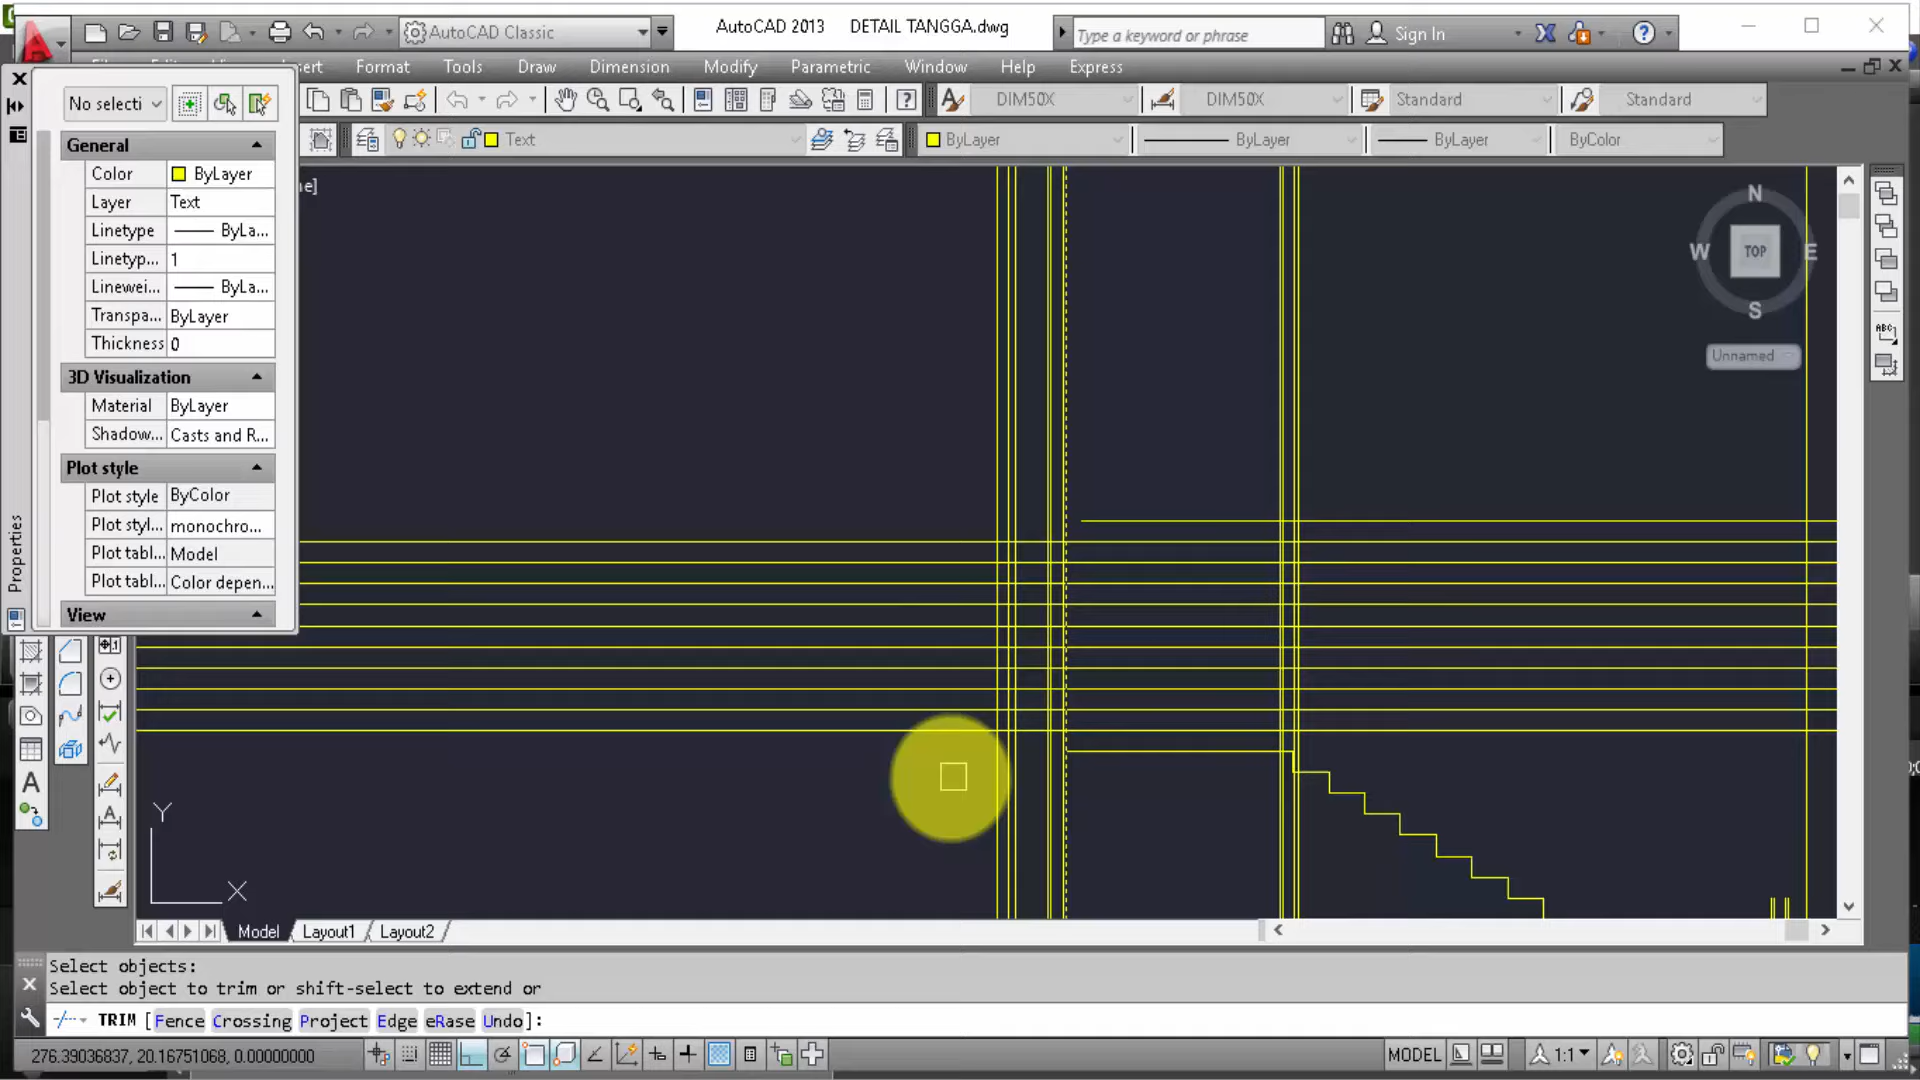 AutoCAD Classic
AutoCAD 2013 DETAIL TANGGA.dwg
Type a keyword or phrase
Sign In
Format Tools Draw Dimension Modify Parametric Window Help Express
No selecti
DIM50X
DIM50X
Standard
Standard
Text
ByLayer
ByLayer
ByLayer
ByColor
General
Color ByLayer
Layer Text
Linetype ByLa...
Linetyp... 1
Linewei... ByLa...
Transpa... ByLayer
Thickness 0
3D Visualization
Material ByLayer
Shadow... Casts and R...
Plot style
Plot style ByColor
Plot styl... monochro...
Plot tabl... Model
Plot tabl... Color depen...
View
Properties
N
W TOP E
S
Unnamed
ABC
A
Y
X
Model Layout1 Layout2
Select objects:
Select object to trim or shift-select to extend or
TRIM [Fence Crossing Project Edge eRase Undo]:
276.39036837, 20.16751068, 0.00000000
MODEL
1:1